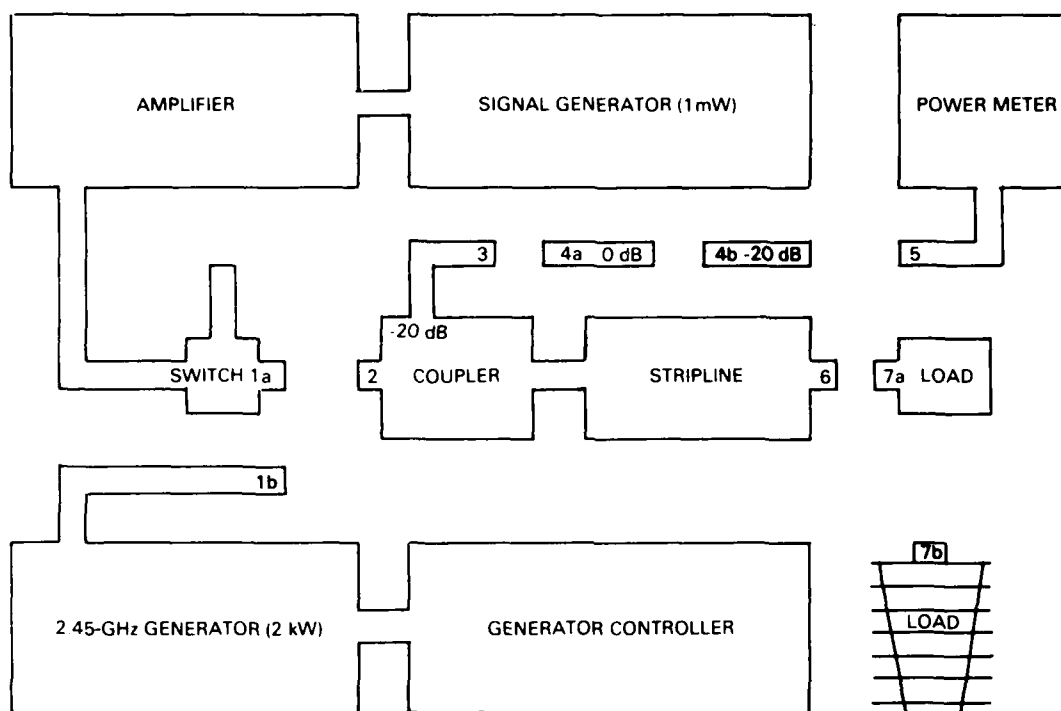 AMPLIFIER
SIGNAL GENERATOR (1mW)
POWER METER
3
4a 0 dB
4b -20 dB
5
-20 dB
SWITCH 1a
2
COUPLER
STRIPLINE
6
7a
LOAD
1b
7b
2.45-GHz GENERATOR (2 kW)
GENERATOR CONTROLLER
LOAD